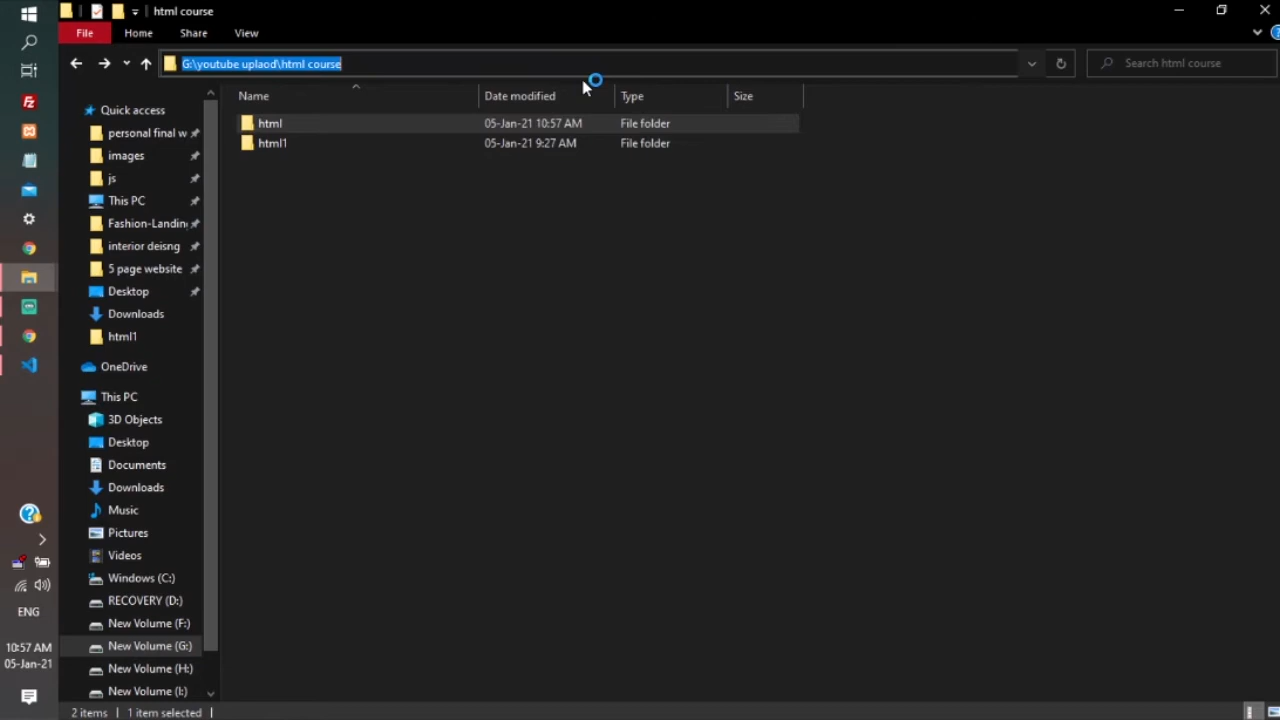 html course
File
Home
Share
View
G:\youtube uplaod\html course
Search html course
Name
Date modified
Type
Size
html
05-Jan-21 10:57 AM
File folder
html1
05-Jan-21 9:27 AM
File folder
Quick access
personal final w
images
js
This PC
Fashion-Landin
interior deisng
5 page website
Desktop
Downloads
html1
OneDrive
This PC
3D Objects
Desktop
Documents
Downloads
Music
Pictures
Videos
Windows (C:)
RECOVERY (D:)
New Volume (F:)
New Volume (G:)
New Volume (H:)
New Volume (I:)
ENG
10:57 AM
05-Jan-21
2 items
1 item selected